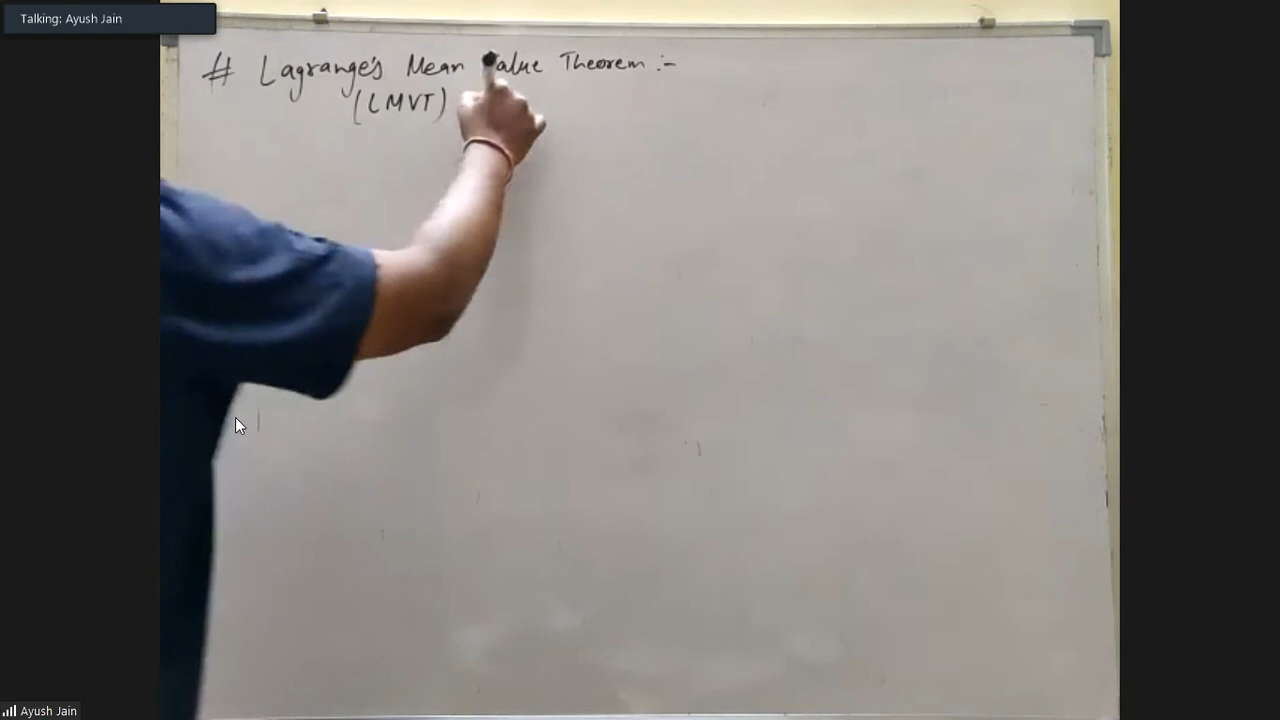 Talking: Ayush Jain
# Lagrange's Mean Value Theorem :-
(LMVT)
Ayush Jain